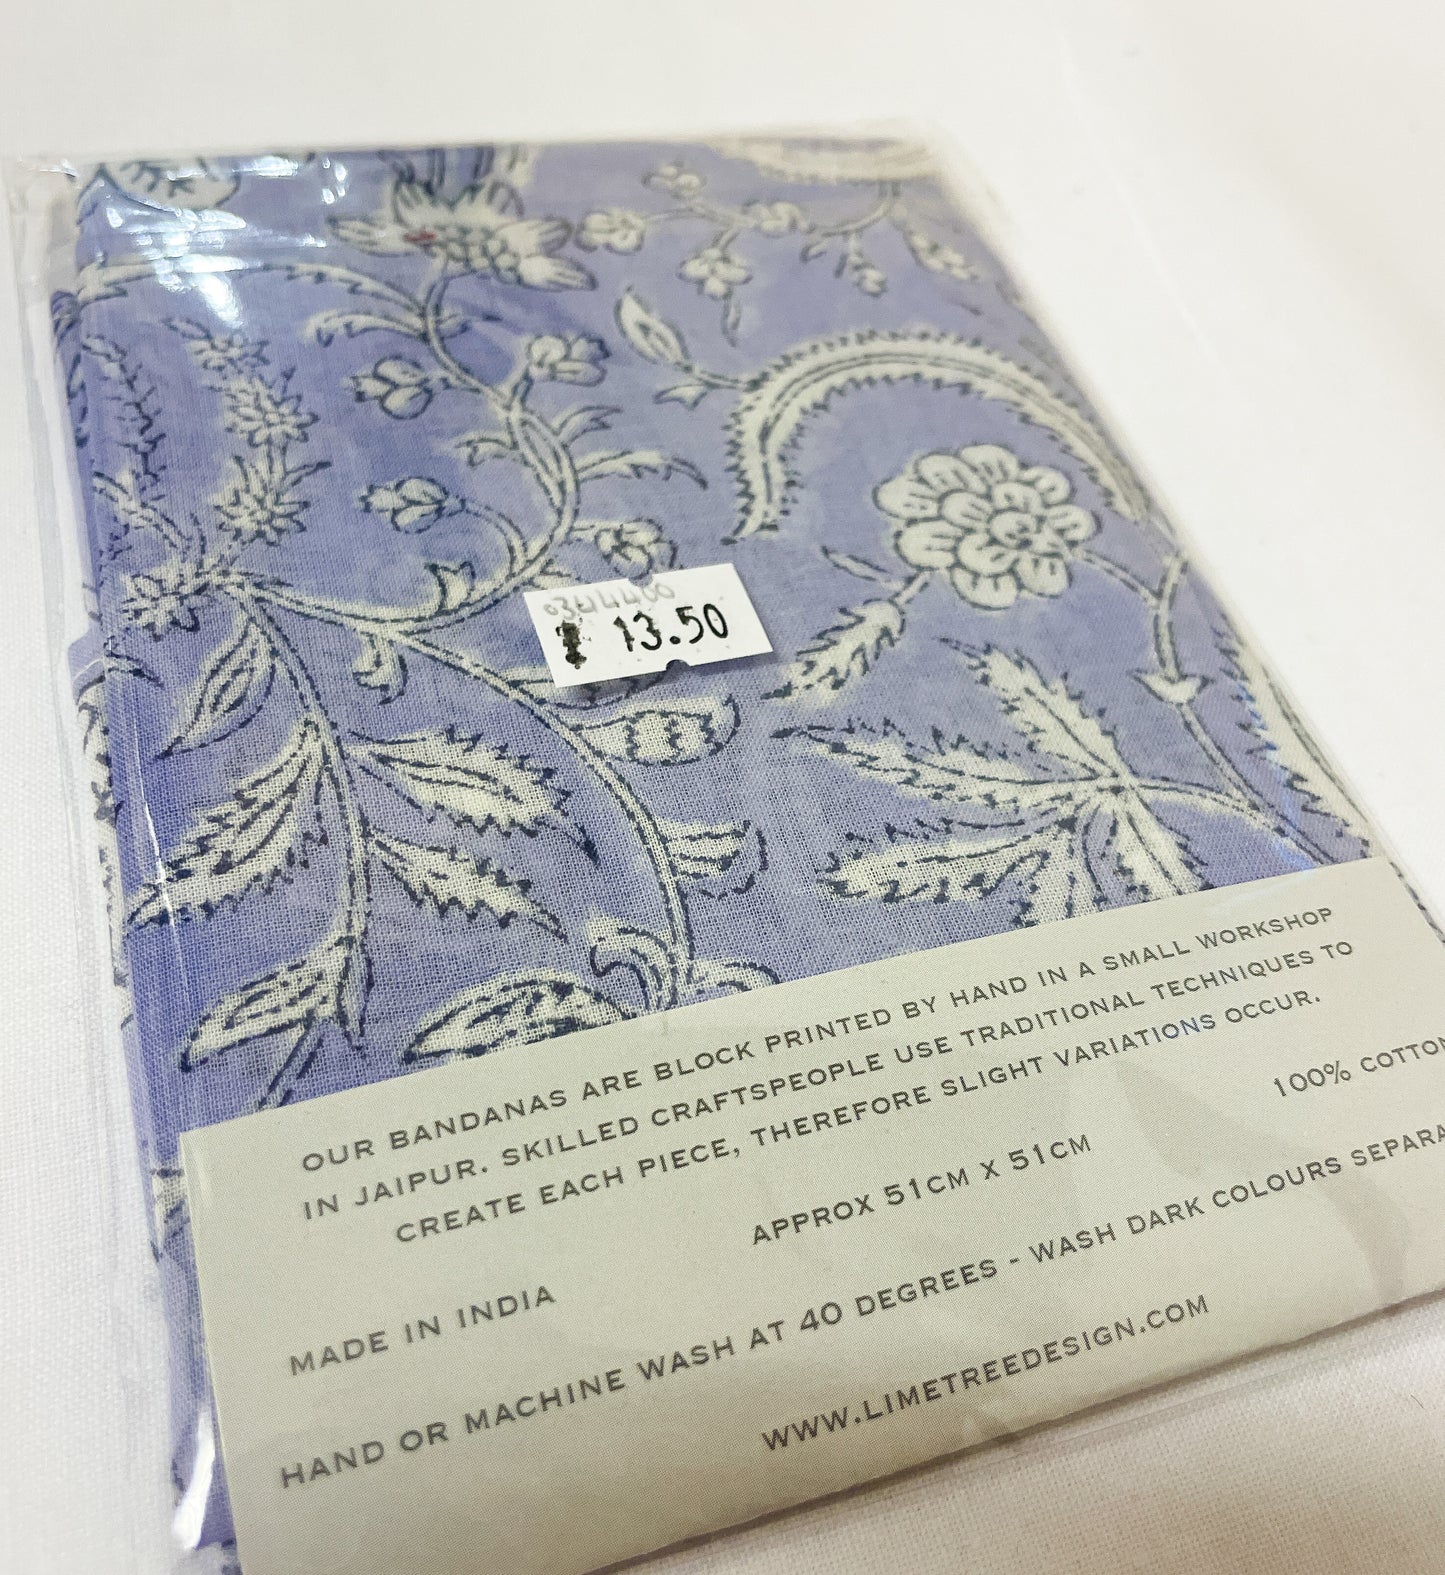 0344400
13.50
OUR BANDANAS ARE BLOCK PRINTED BY HAND IN A SMALL WORKSHOP
IN JAIPUR. SKILLED CRAFTSPEOPLE USE TRADITIONAL TECHNIQUES TO
CREATE EACH PIECE, THEREFORE SLIGHT VARIATIONS OCCUR.
MADE IN INDIA APPROX 51CM X 51CM 100% COTTON
HAND OR MACHINE WASH AT 40 DEGREES - WASH DARK COLOURS SEPARA
WWW.LIMETREEDESIGN.COM